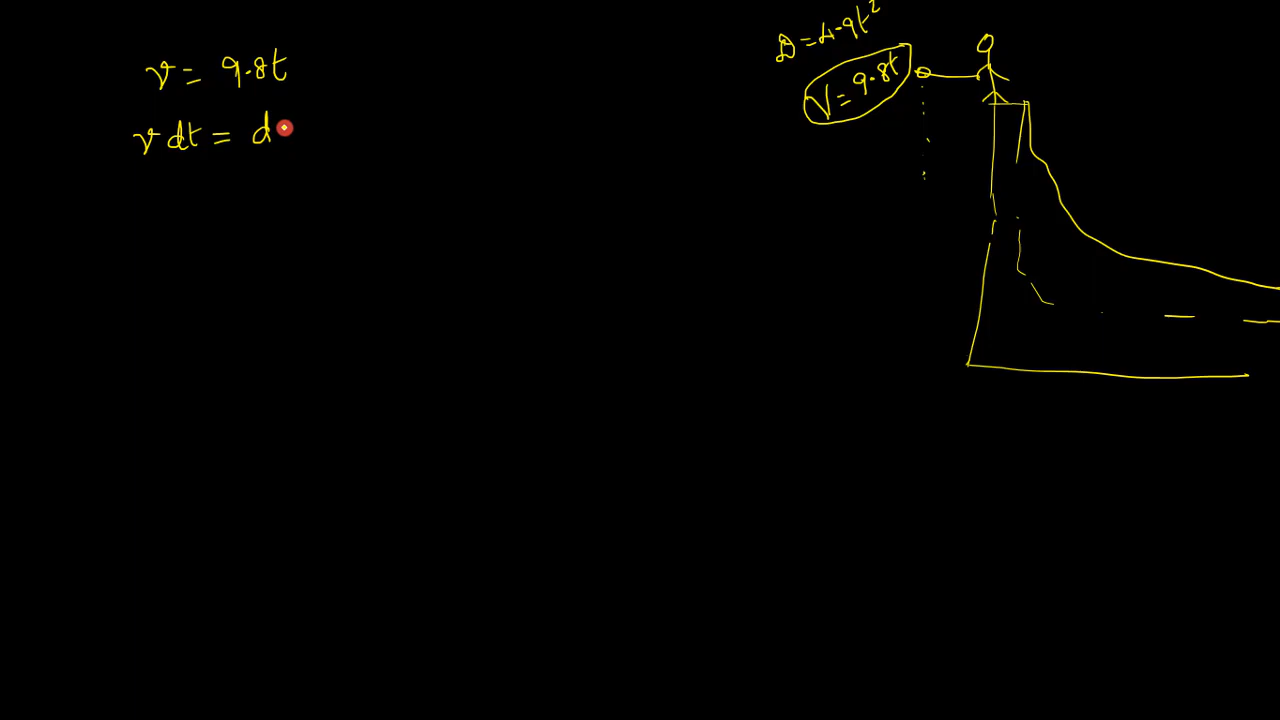 v = 9.8t
v dt = d
D = 4.9t²
V = 9.8t